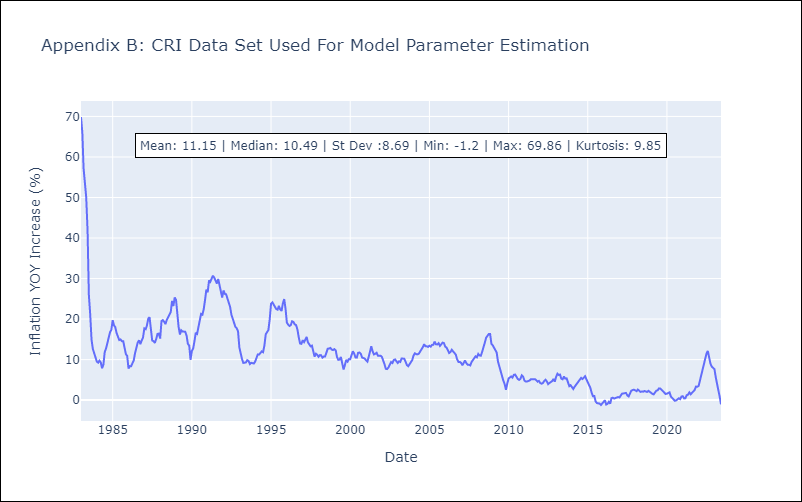 Appendix B: CRI Data Set Used For Model Parameter Estimation
70
Mean: 11.15 | Median: 10.49 | St Dev :8.69 | Min: -1.2 | Max: 69.86 | Kurtosis: 9.85
60
50
40
30
20
10
0
Inflation YOY Increase (%)
1985 1990 1995 2000 2005 2010 2015 2020
Date